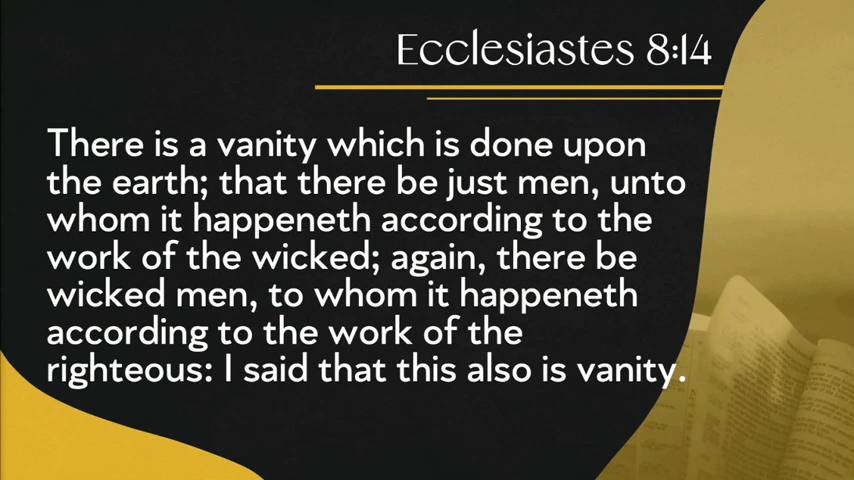 Ecclesiastes 8:14
There is a vanity which is done upon
the earth; that there be just men, unto
whom it happeneth according to the
work of the wicked; again, there be
wicked men, to whom it happeneth
according to the work of the
righteous: I said that this also is vanity.